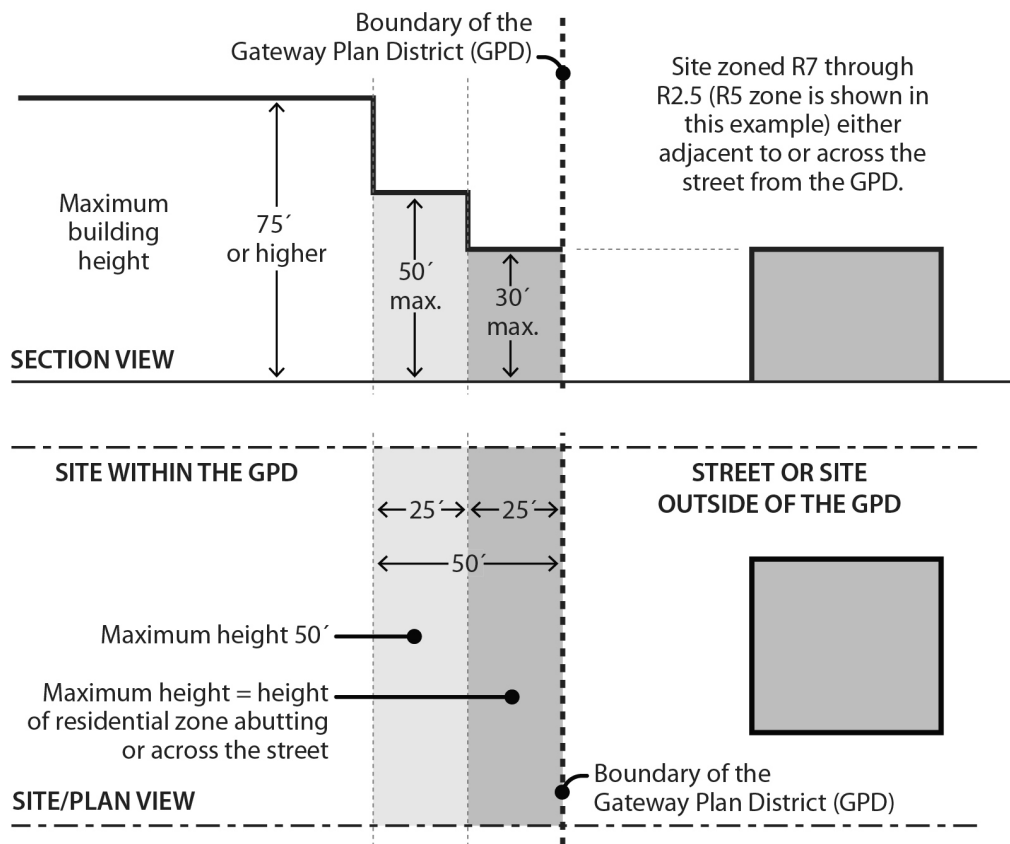 Boundary of the
Gateway Plan District (GPD)
Site zoned R7 through
R2.5 (R5 zone is shown in
this example) either
adjacent to or across the
street from the GPD.
Maximum
building
height
75´
or higher
50´
max.
30´
max.
SECTION VIEW
SITE WITHIN THE GPD
STREET OR SITE
OUTSIDE OF THE GPD
25´
25´
50´
Maximum height 50´
Maximum height = height
of residential zone abutting
or across the street
Boundary of the
Gateway Plan District (GPD)
SITE/PLAN VIEW